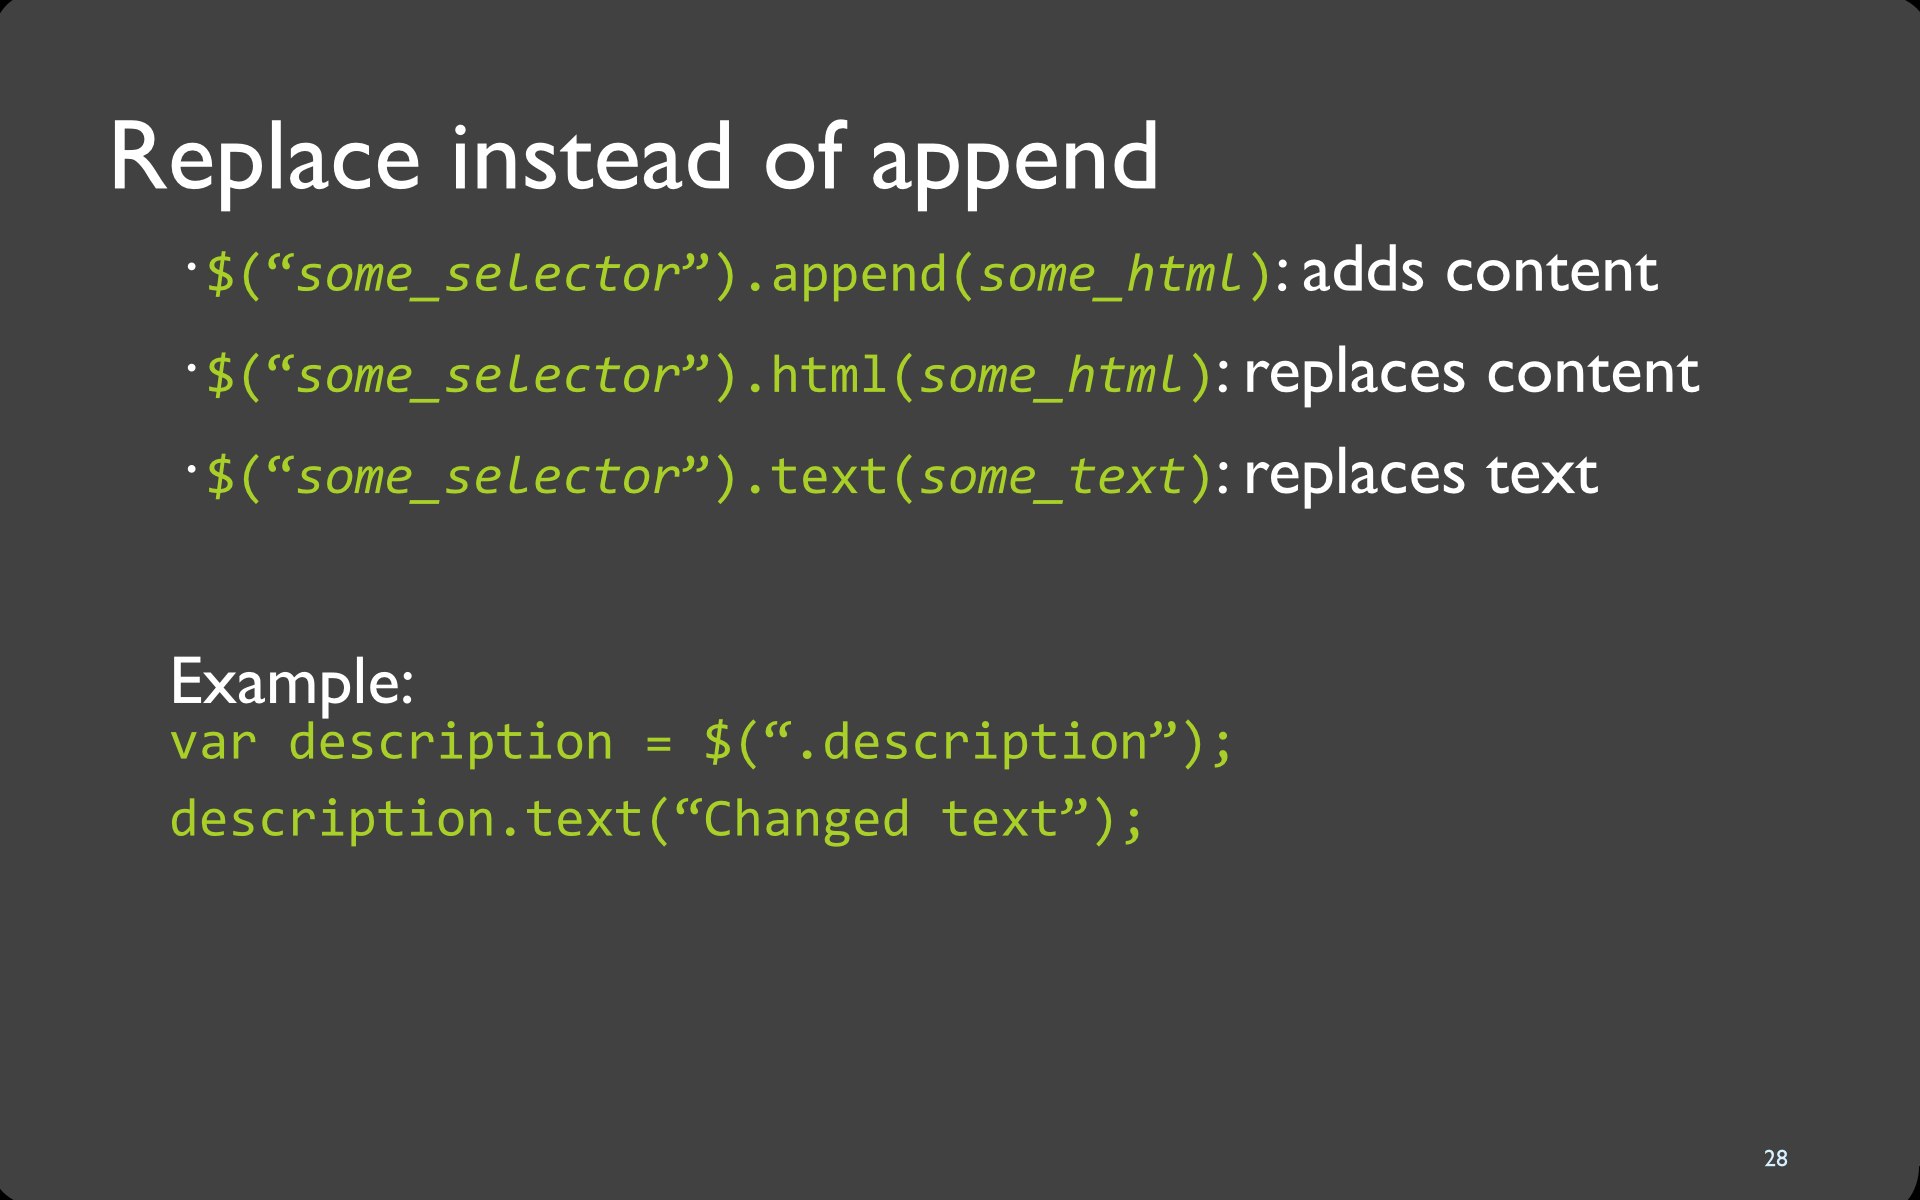 Replace instead of append
· $(“some_selector”).append(some_html): adds content
· $(“some_selector”).html(some_html): replaces content
· $(“some_selector”).text(some_text): replaces text
Example:
var description = $(“.description”);
description.text(“Changed text”);
28